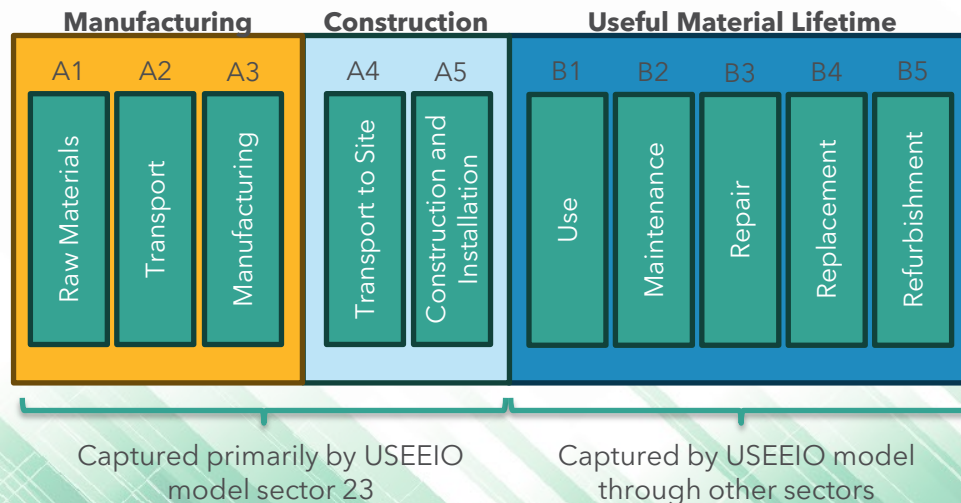 Manufacturing
Construction
Useful Material Lifetime
A1
A2
A3
A4
A5
B1
B2
B3
B4
B5
Raw Materials
Transport
Manufacturing
Transport to Site
Construction and
Installation
Use
Maintenance
Repair
Replacement
Refurbishment
Captured primarily by USEEIO
model sector 23
Captured by USEEIO model
through other sectors